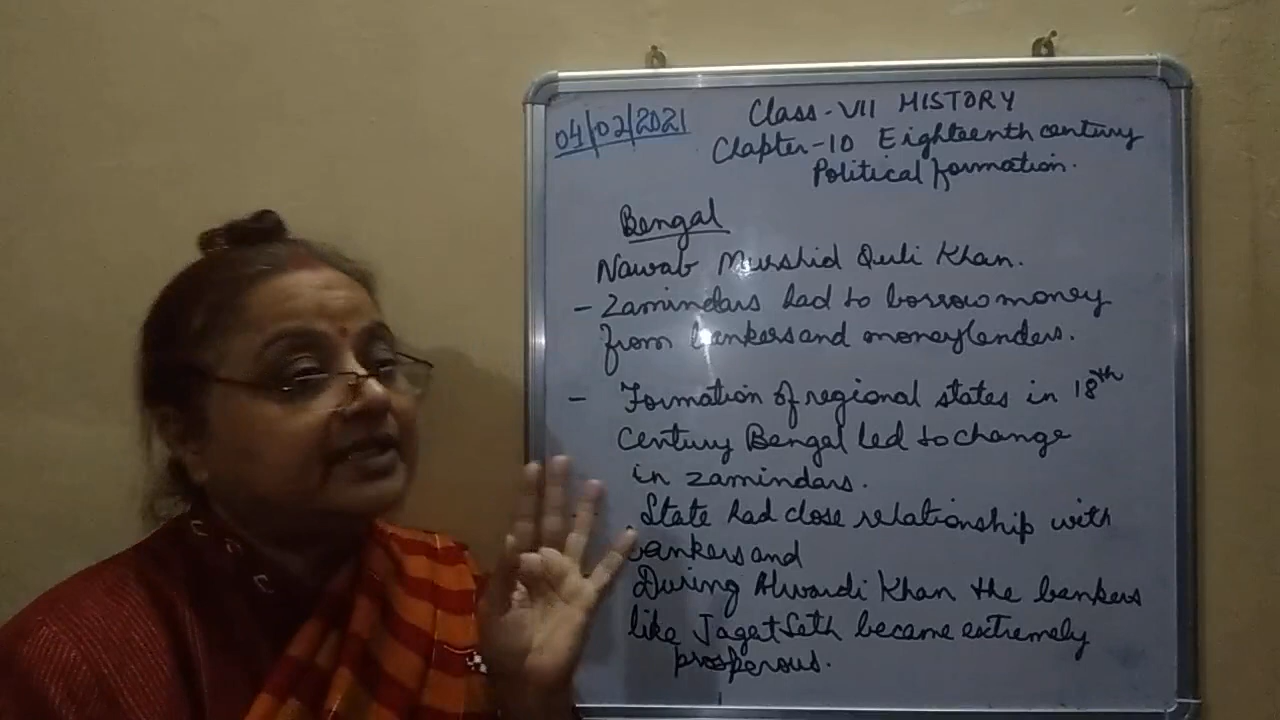 04/02/2021
Class-VII HISTORY
Chapter-10 Eighteenth century
Political formation.
Bengal
Nawab Murshid Quli Khan.
- Zamindars had to borrow money
from bankers and moneylenders.
- Formation of regional states in 18th
Century Bengal led to change
in zamindars.
State had close relationship with
bankers and
During Alivardi Khan the bankers
like Jagat Seth became extremely
prosperous.